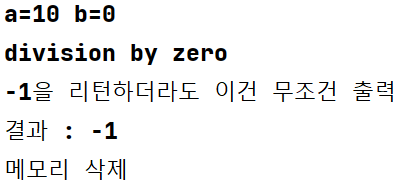 a=10 b=0
division by zero
-1을 리턴하더라도 이건 무조건 출력
결과 : -1
메모리 삭제